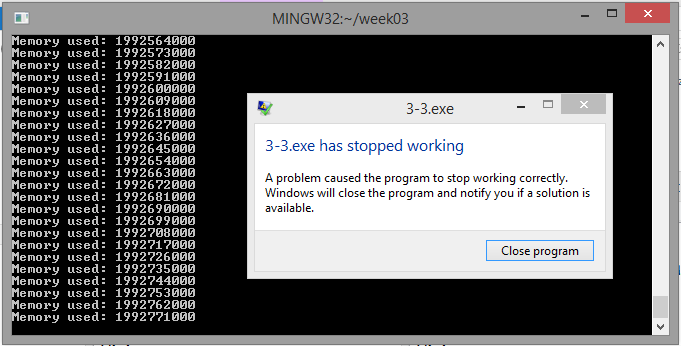 MINGW32:~/week03
Memory used: 1992564000
Memory used: 1992573000
Memory used: 1992582000
Memory used: 1992591000
Memory used: 1992600000
Memory used: 1992609000
Memory used: 1992618000
Memory used: 1992627000
Memory used: 1992636000
Memory used: 1992645000
Memory used: 1992654000
Memory used: 1992663000
Memory used: 1992672000
Memory used: 1992681000
Memory used: 1992690000
Memory used: 1992699000
Memory used: 1992708000
Memory used: 1992717000
Memory used: 1992726000
Memory used: 1992735000
Memory used: 1992744000
Memory used: 1992753000
Memory used: 1992762000
Memory used: 1992771000
3-3.exe
3-3.exe has stopped working
A problem caused the program to stop working correctly.
Windows will close the program and notify you if a solution is
available.
Close program